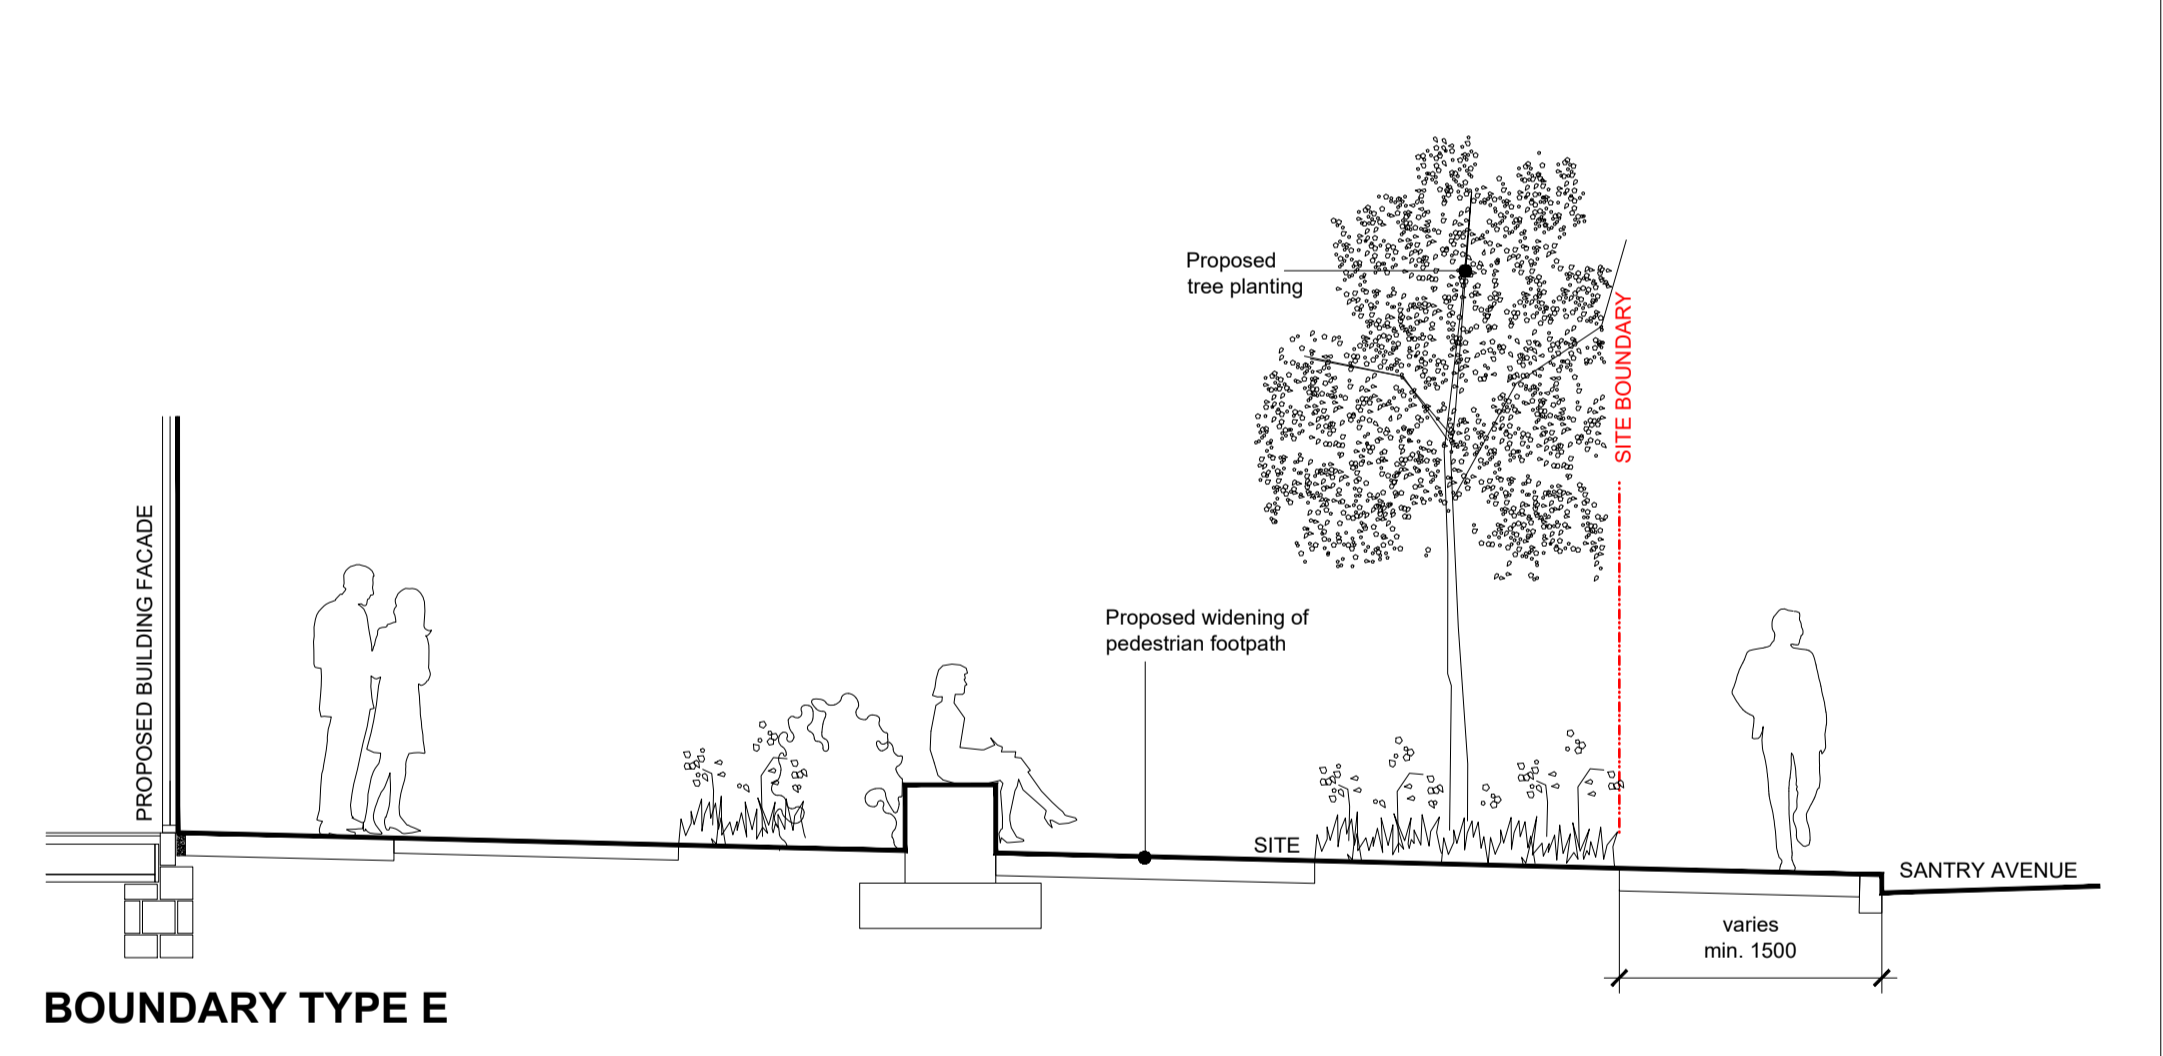 Proposed
tree planting
SITE BOUNDARY
PROPOSED BUILDING FACADE
Proposed widening of
pedestrian footpath
SITE
SANTRY AVENUE
varies
min. 1500
BOUNDARY TYPE E